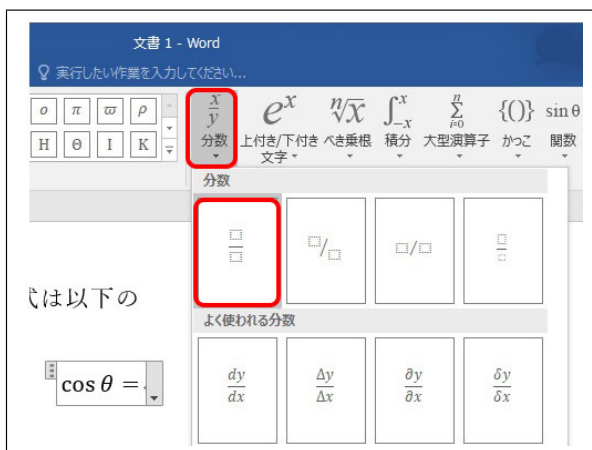 文書 1 - Word
実行したい作業を入力してください...
ο π ϖ ρ
Η Θ Ι Κ
x/y e^x ⁿ√x ∫₋ₓˣ Σ n i=0 {()} sin θ
分数 上付き/下付き文字 べき乗根 積分 大型演算子 かっこ 関数
分数
□/□ □/□ □/□ □/□
式は以下の
よく使われる分数
cos θ =
dy/dx Δy/Δx ∂y/∂x δy/δx